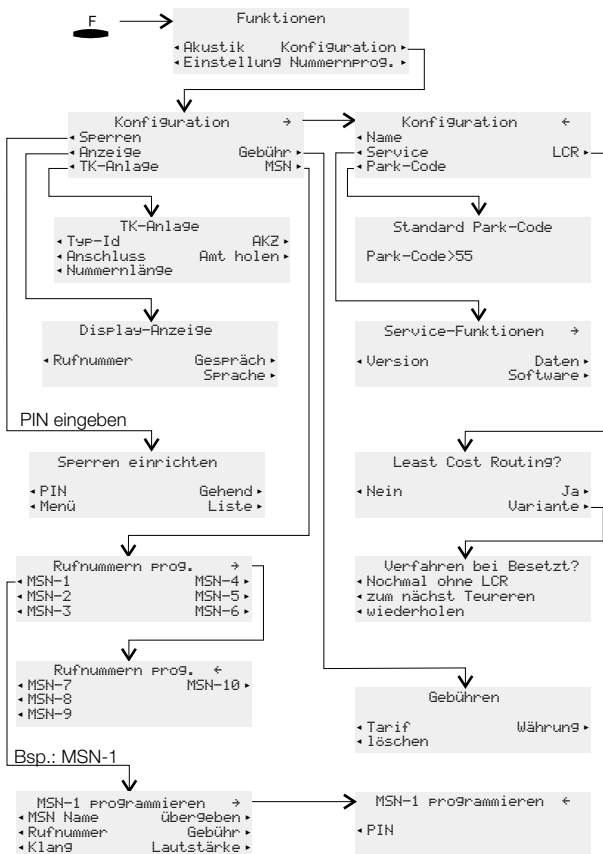 F
Funktionen
Akustik Konfiguration
Einstellung Nummernprog.
Konfiguration →
Sperren
Anzeige Gebühr
TK-Anlage MSN
Konfiguration ←
Name
Service LCR
Park-Code
TK-Anlage
Typ-Id AKZ
Anschluss Amt holen
Nummernlänge
Standard Park-Code
Park-Code>55
Display-Anzeige
Rufnummer Gespräch
Sprache
Service-Funktionen →
Version Daten
Software
PIN eingeben
Sperren einrichten
PIN Gehend
Menü Liste
Least Cost Routing?
Nein Ja
Variante
Rufnummern prog. →
MSN-1 MSN-4
MSN-2 MSN-5
MSN-3 MSN-6
Verfahren bei Besetzt?
Nochmal ohne LCR
zum nächst Teureren
wiederholen
Rufnummern prog. ←
MSN-7 MSN-10
MSN-8
MSN-9
Gebühren
Tarif Währung
löschen
Bsp.: MSN-1
MSN-1 programmieren →
MSN Name übergeben
Rufnummer Gebühr
Klang Lautstärke
MSN-1 programmieren ←
PIN